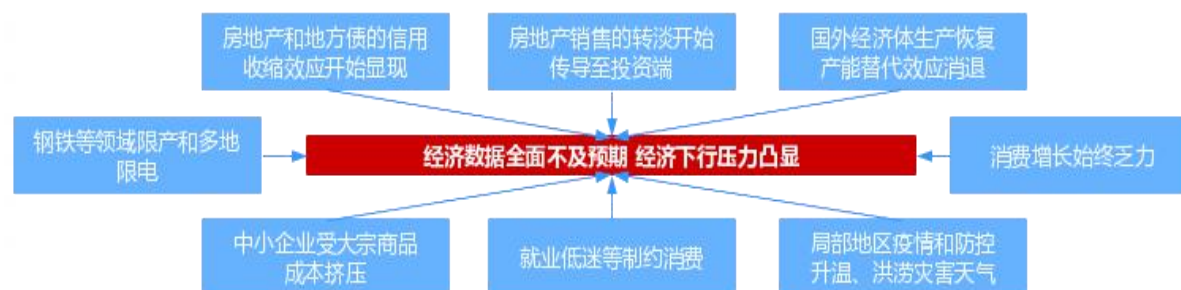 房地产和地方债的信用
收缩效应开始显现
房地产销售的转淡开始
传导至投资端
国外经济体生产恢复
产能替代效应消退
钢铁等领域限产和多地
限电
经济数据全面不及预期 经济下行压力凸显
消费增长始终乏力
中小企业受大宗商品
成本挤压
就业低迷等制约消费
局部地区疫情和防控
升温、洪涝灾害天气